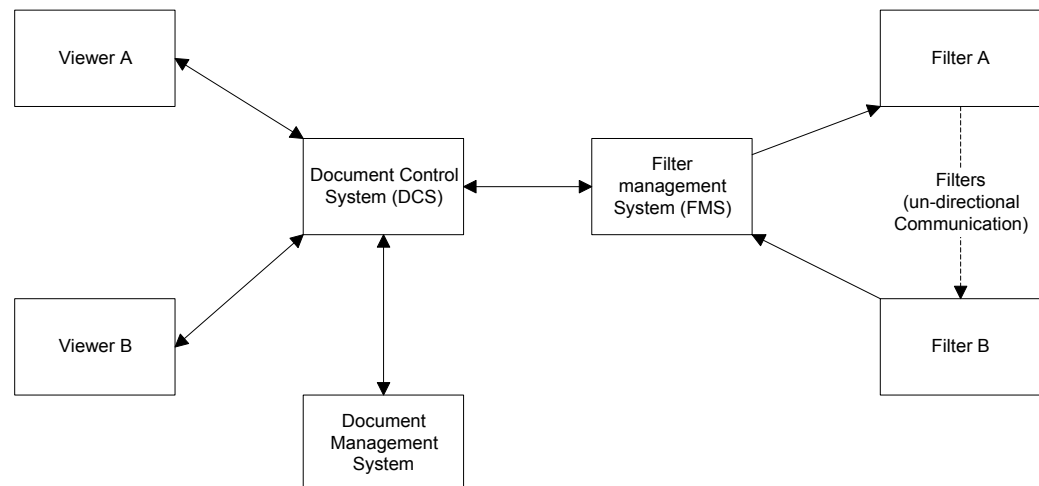 Viewer A
Filter A
Document Control
System (DCS)
Filter
management
System (FMS)
Filters
(un-directional
Communication)
Viewer B
Filter B
Document
Management
System